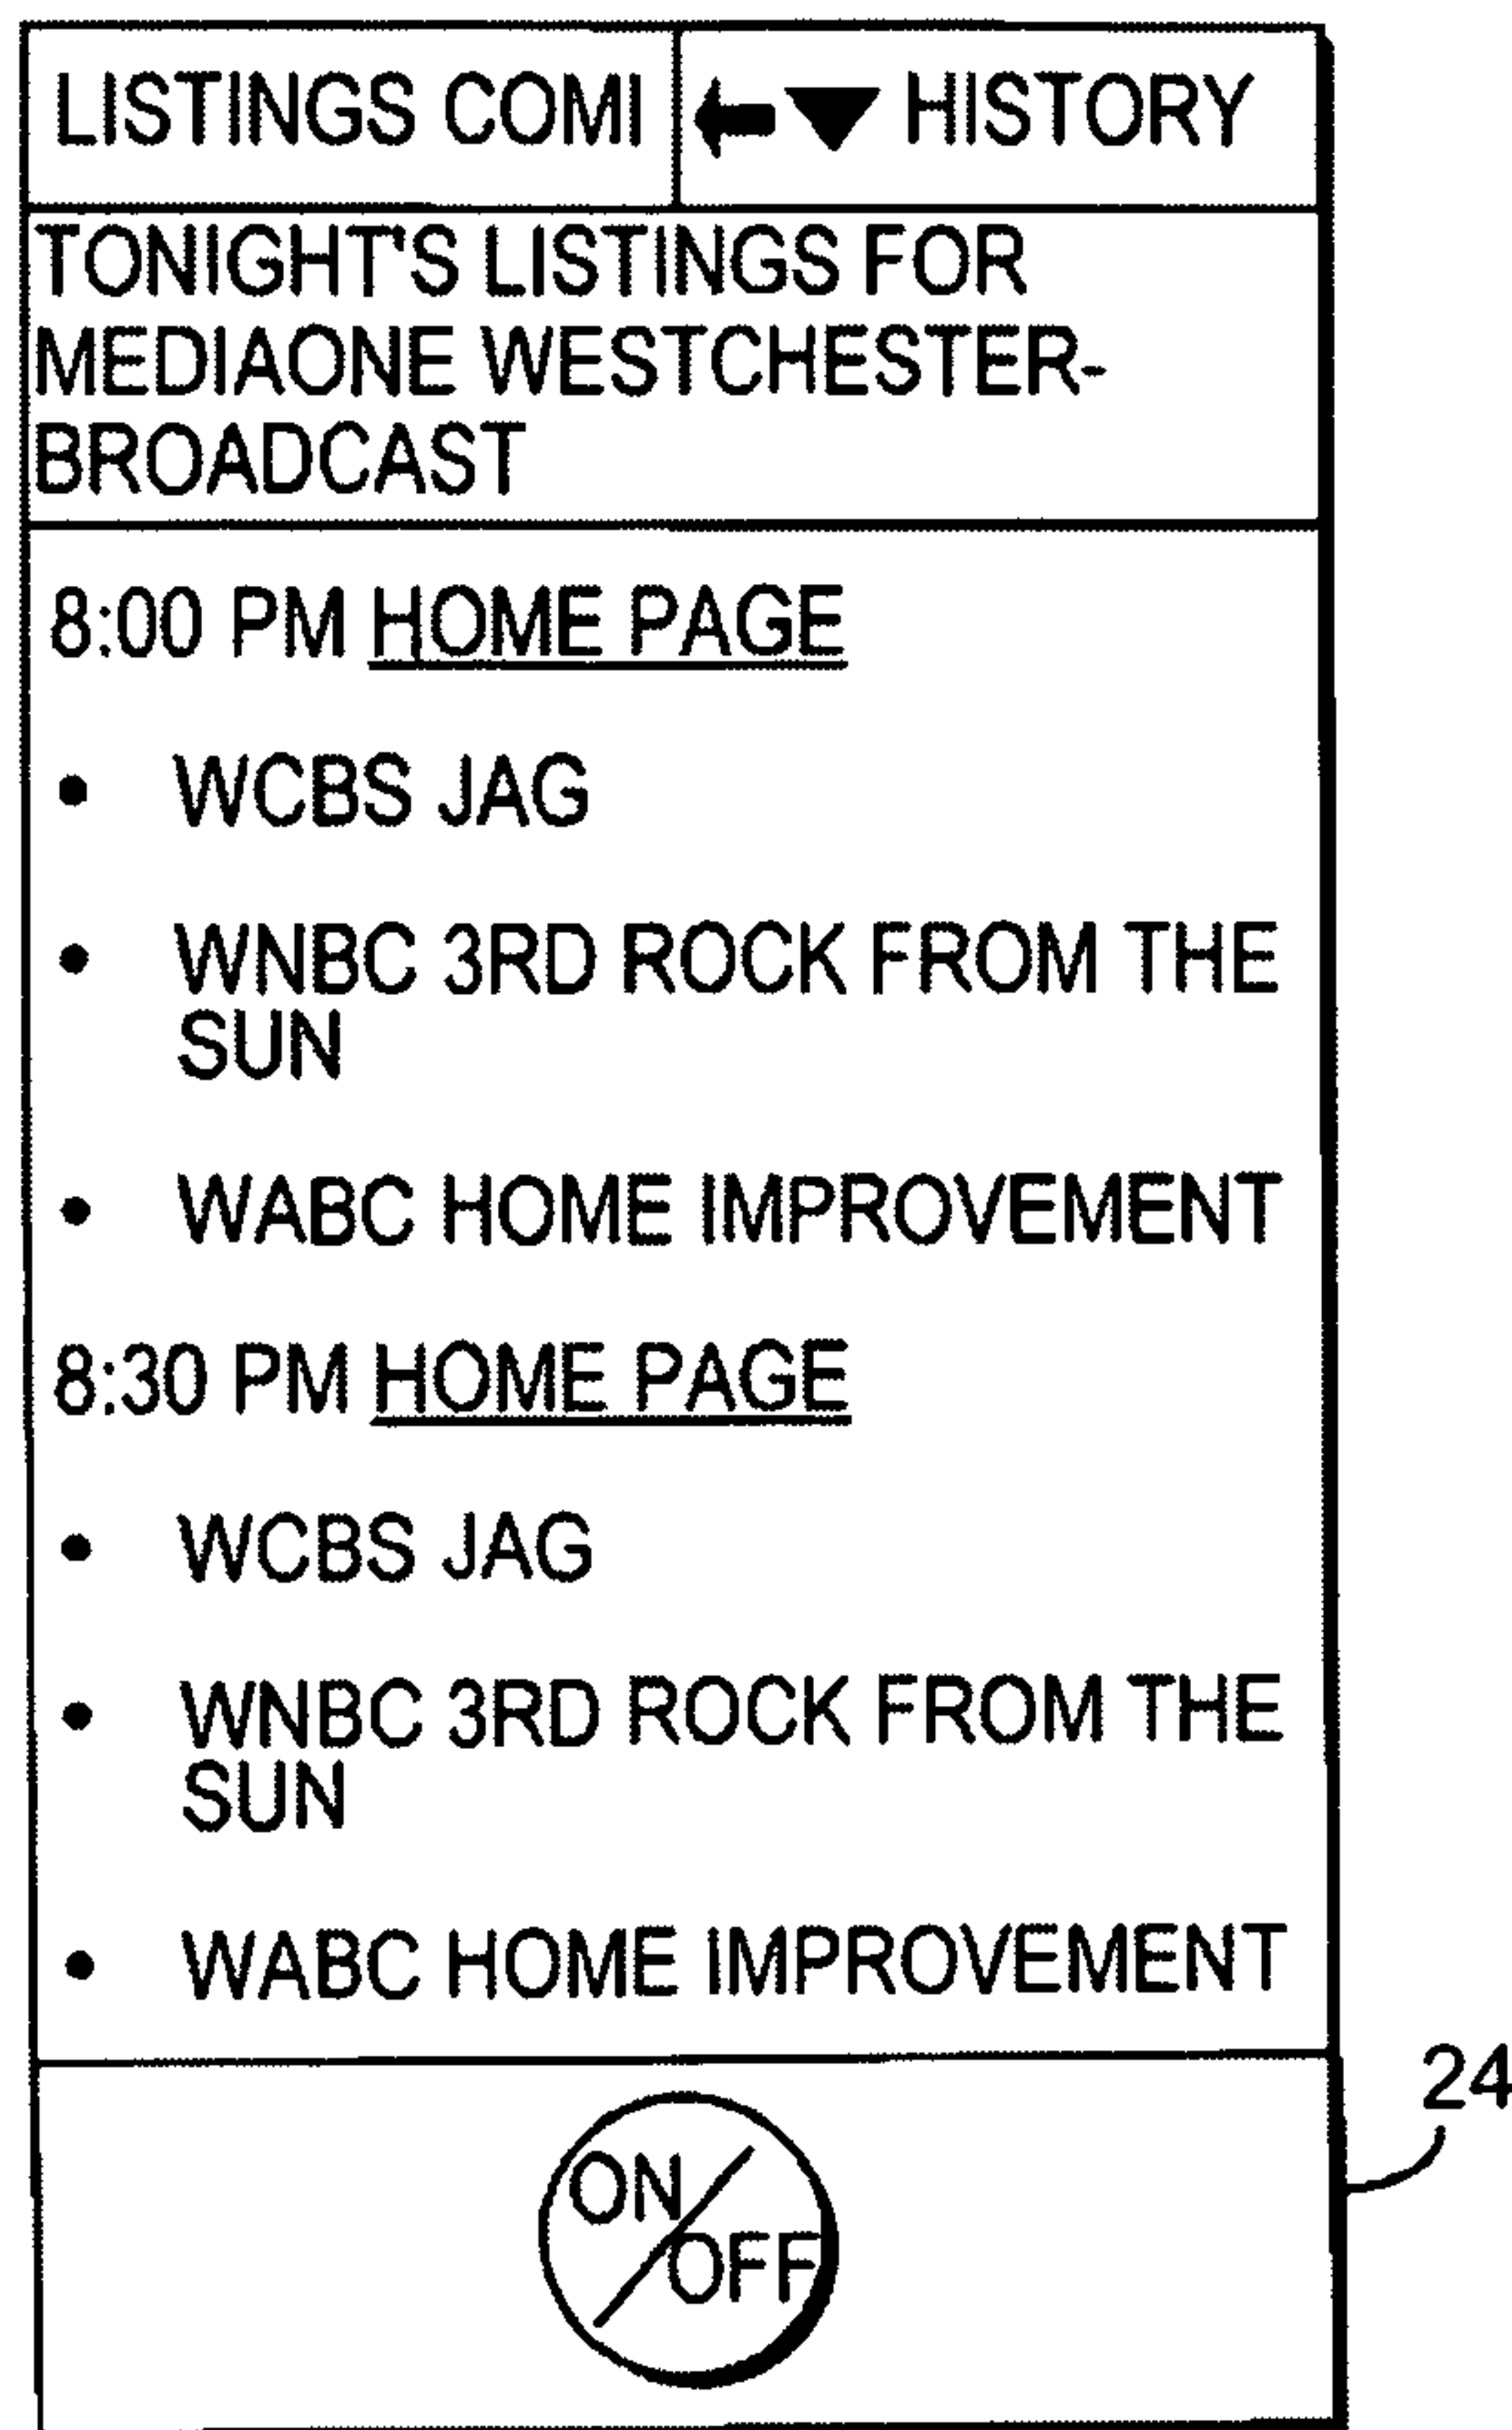 LISTINGS COMI
HISTORY
TONIGHT'S LISTINGS FOR
MEDIAONE WESTCHESTER-
BROADCAST
8:00 PM HOME PAGE
• WCBS JAG
• WNBC 3RD ROCK FROM THE
SUN
• WABC HOME IMPROVEMENT
8:30 PM HOME PAGE
• WCBS JAG
• WNBC 3RD ROCK FROM THE
SUN
• WABC HOME IMPROVEMENT
24
ON
OFF